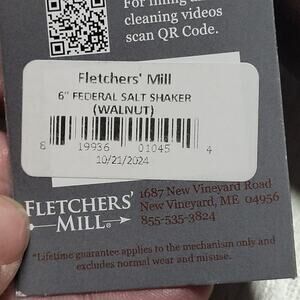 For filling and
cleaning videos
scan QR Code.
Fletchers' Mill
6" FEDERAL SALT SHAKER
(WALNUT)
8 19936 01045 4
10/21/2024
FLETCHERS'
MILL®
1687 New Vineyard Road
New Vineyard, ME 04956
855-535-3824
*Lifetime guarantee applies to the mechanism only and
excludes normal wear and misuse.